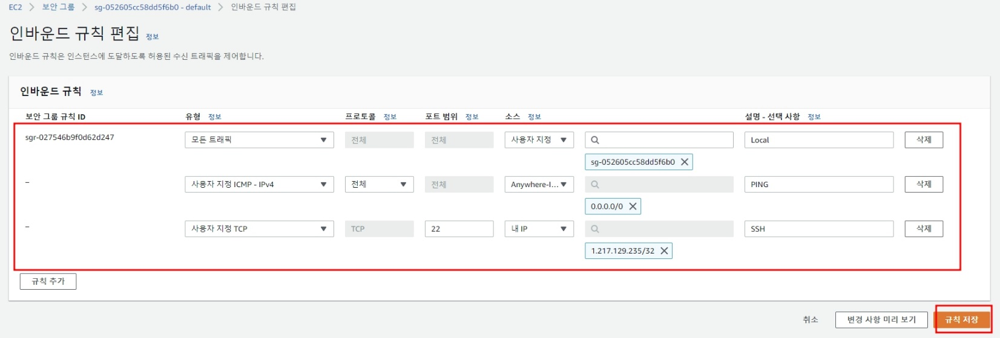 EC2 > 보안 그룹 > sg-052605cc58dd5f6b0 - default > 인바운드 규칙 편집
인바운드 규칙 편집 정보
인바운드 규칙은 인스턴스에 도달하도록 허용된 수신 트래픽을 제어합니다.
인바운드 규칙 정보
보안 그룹 규칙 ID 유형 정보 프로토콜 정보 포트 범위 정보 소스 정보 설명 - 선택 사항 정보
sgr-027546b9f0d62d247 모든 트래픽 전체 전체 사용자 지정 Local 삭제
sg-052605cc58dd5f6b0
– 사용자 지정 ICMP - IPv4 전체 전체 Anywhere-I... PING 삭제
0.0.0.0/0
– 사용자 지정 TCP TCP 22 내 IP SSH 삭제
1.217.129.235/32
규칙 추가
취소 변경 사항 미리 보기 규칙 저장